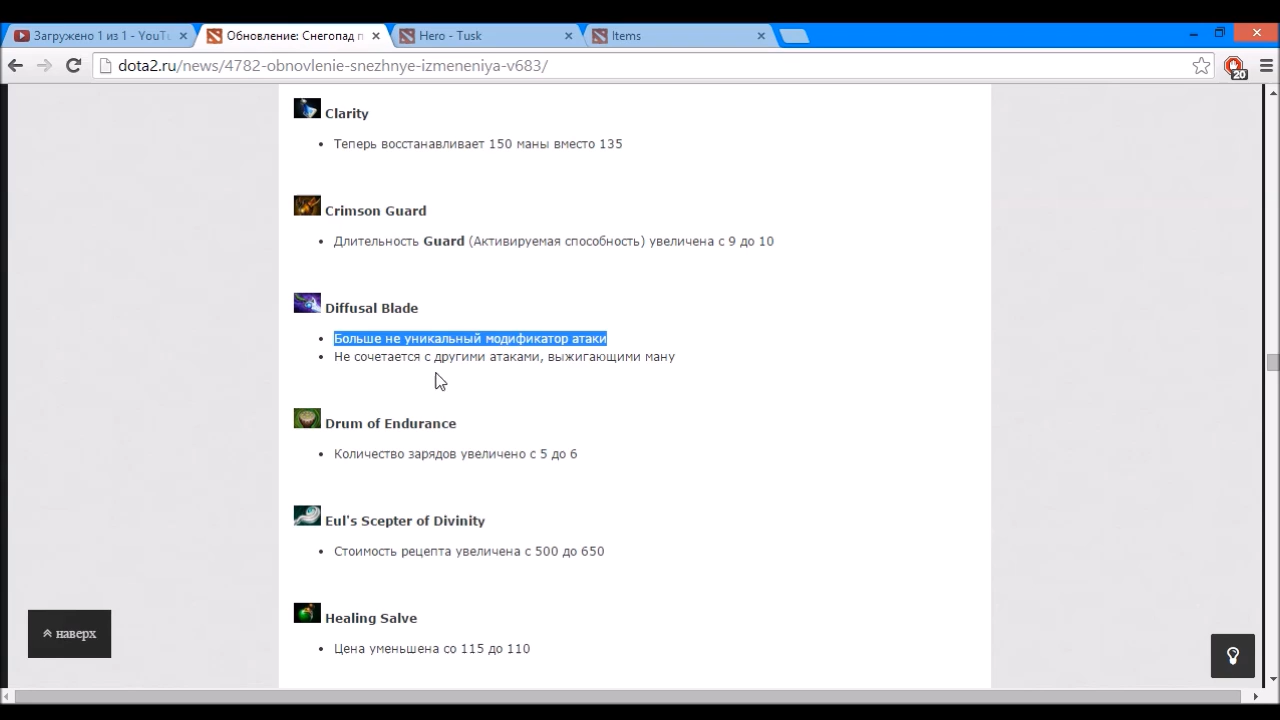 Загружено 1 из 1 - YouTu
Обновление: Снегопад п
Hero - Tusk
Items
dota2.ru/news/4782-obnovlenie-snezhnye-izmeneniya-v683/
20
Clarity
Теперь восстанавливает 150 маны вместо 135
Crimson Guard
Длительность Guard (Активируемая способность) увеличена с 9 до 10
Diffusal Blade
Больше не уникальный модификатор атаки
Не сочетается с другими атаками, выжигающими ману
Drum of Endurance
Количество зарядов увеличено с 5 до 6
Eul's Scepter of Divinity
Стоимость рецепта увеличена с 500 до 650
Healing Salve
Цена уменьшена со 115 до 110
наверх